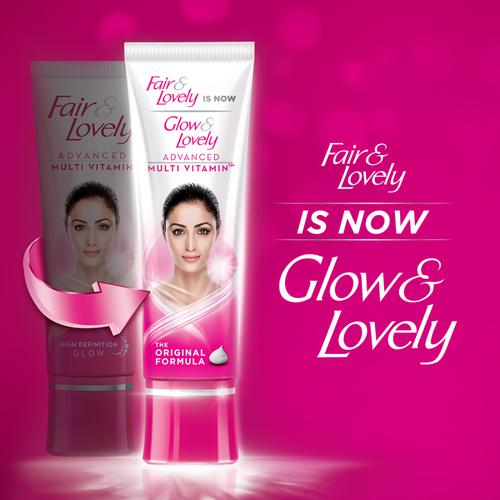 Fair &
Lovely
ADVANCED
MULTI VITAMIN
HIGH DEFINITION
GLOW
Fair &
Lovely IS NOW
Glow &
Lovely
ADVANCED
MULTI VITAMIN™
THE
ORIGINAL
FORMULA
Fair &
Lovely
IS NOW
Glow &
Lovely